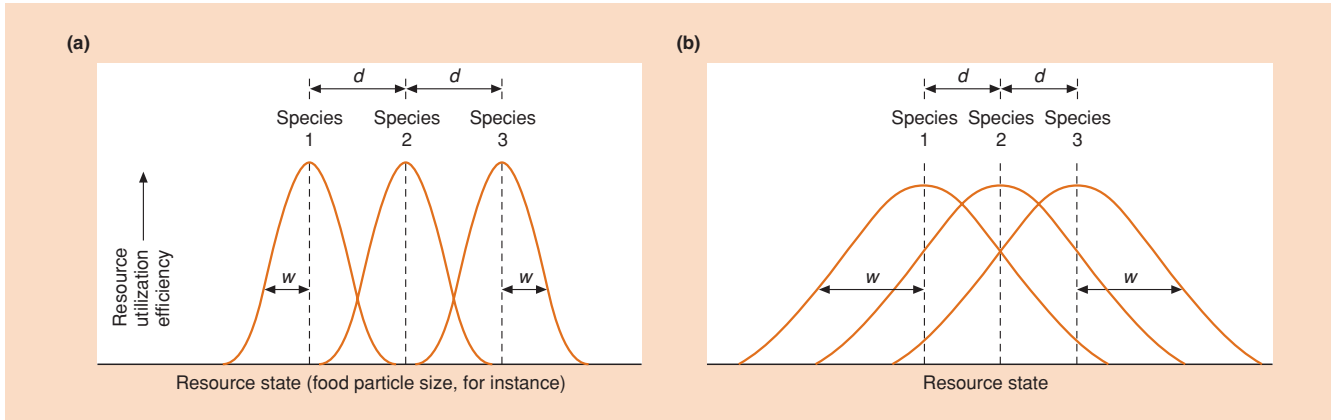 (a)
d d
Species Species Species
1 2 3
w w
Resource
utilization
efficiency
Resource state (food particle size, for instance)
(b)
d d
Species Species Species
1 2 3
w w
Resource state